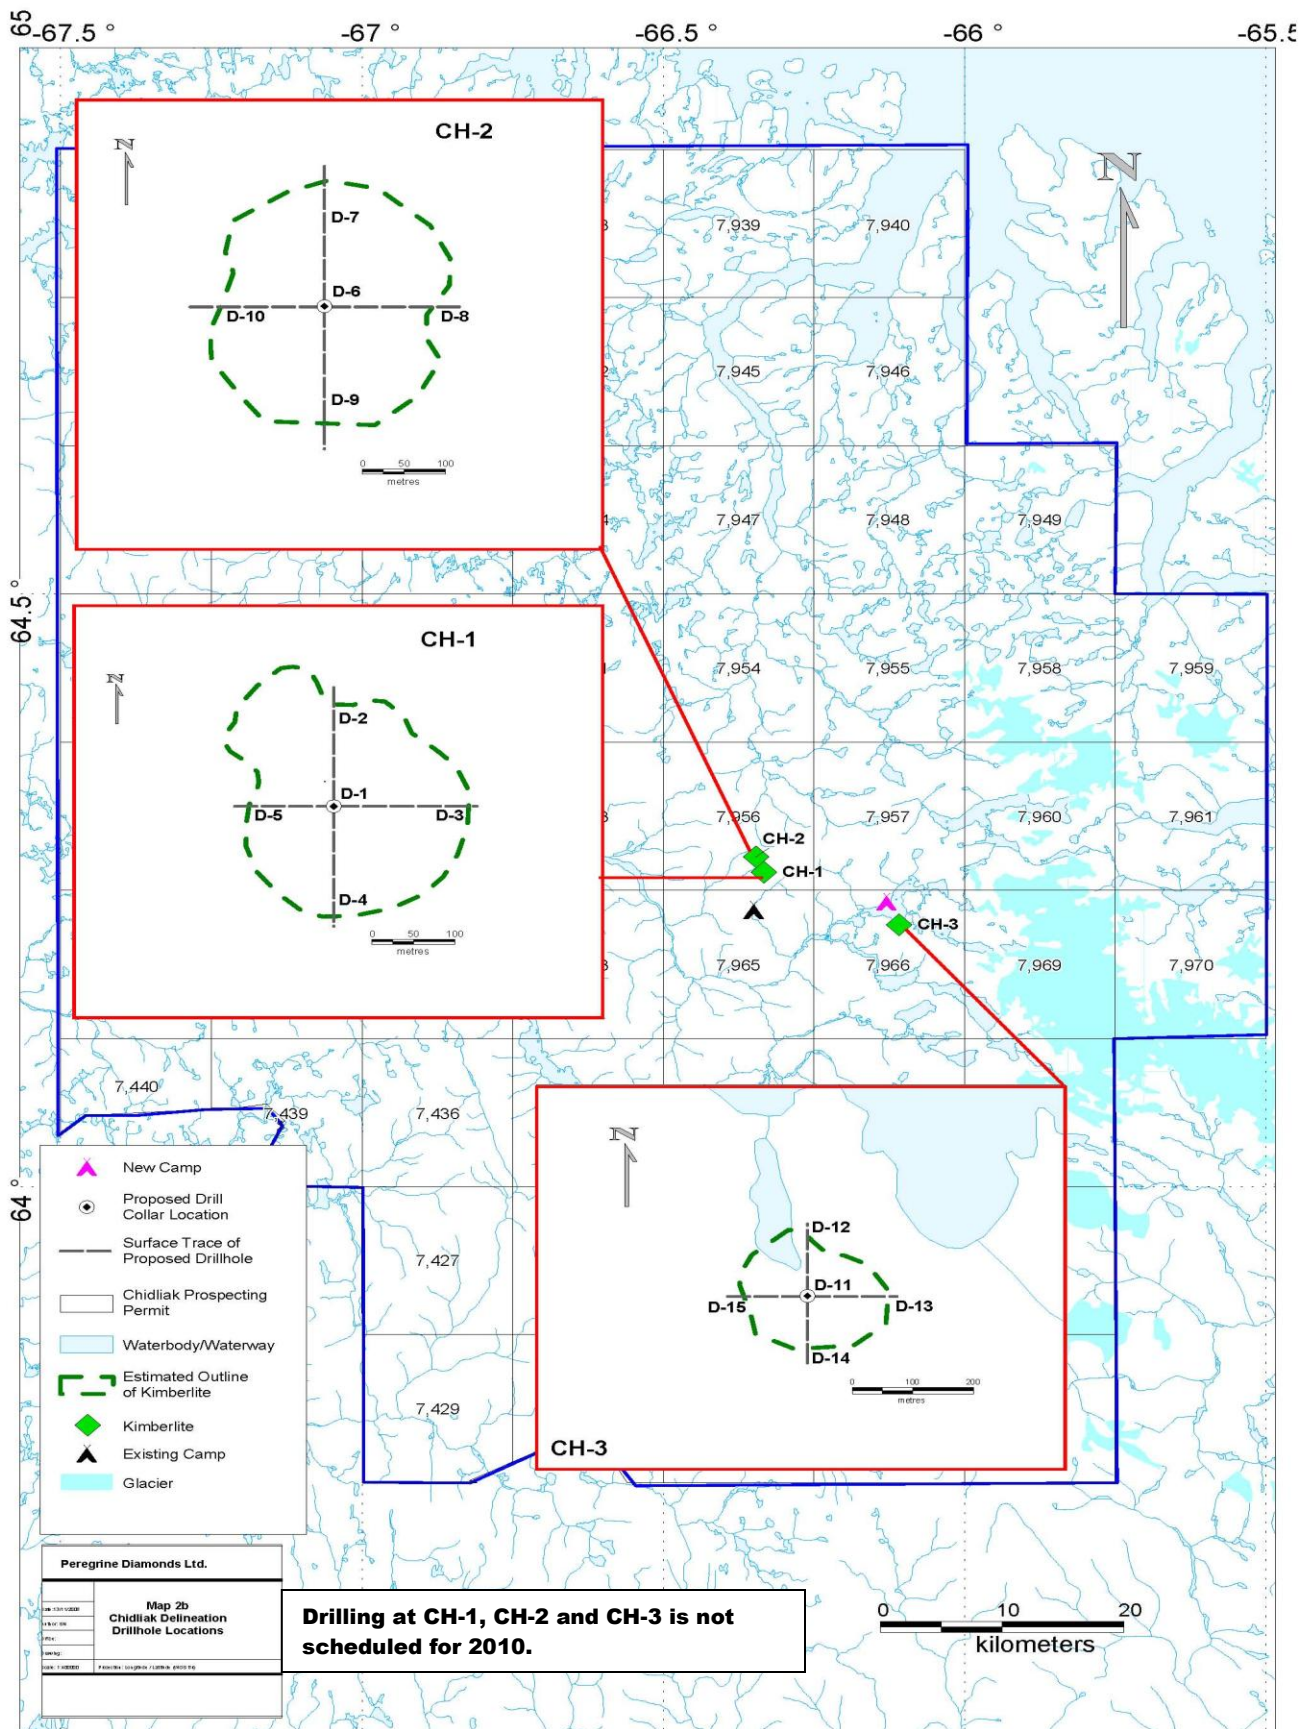 65
-67.5 °
-67 °
-66.5 °
-66 °
-65.5
CH-2
N
D-7
D-6
D-10
D-8
D-9
0 50 100
metres
N
7,939
7,940
7,945
7,946
7,947
7,948
7,949
64.5 °
CH-1
N
D-2
D-1
D-5
D-3
D-4
0 50 100
metres
7,954
7,955
7,958
7,959
7,956
7,957
7,960
7,961
CH-2
CH-1
CH-3
7,965
7,966
7,969
7,970
7,440
7,439
7,436
7,427
7,429
64 °
N
D-12
D-11
D-15
D-13
D-14
100 0 100 200
metres
CH-3
New Camp
Proposed Drill
Collar Location
Surface Trace of
Proposed Drillhole
Chidliak Prospecting
Permit
Waterbody/Waterway
Estimated Outline
of Kimberlite
Kimberlite
Existing Camp
Glacier
Peregrine Diamonds Ltd.
Map 2b
Chidliak Delineation
Drillhole Locations
Drilling at CH-1, CH-2 and CH-3 is not
scheduled for 2010.
0 10 20
kilometers